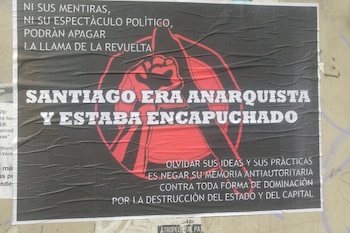 NI SUS MENTIRAS,
NI SU ESPECTÁCULO POLÍTICO,
PODRÁN APAGAR
LA LLAMA DE LA REVUELTA
SANTIAGO ERA ANARQUISTA
Y ESTABA ENCAPUCHADO
OLVIDAR SUS IDEAS Y SUS PRÁCTICAS
ES NEGAR SU MEMORIA ANTIAUTORITARIA
CONTRA TODA FORMA DE DOMINACIÓN
POR LA DESTRUCCIÓN DEL ESTADO Y DEL CAPITAL